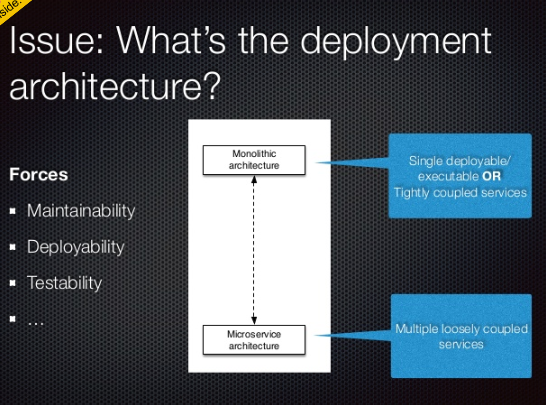 side.
Issue: What's the deployment
architecture?
Forces
Maintainability
Deployability
Testability
...
Monolithic
architecture
Single deployable/
executable OR
Tightly coupled services
Microservice
architecture
Multiple loosely coupled
services